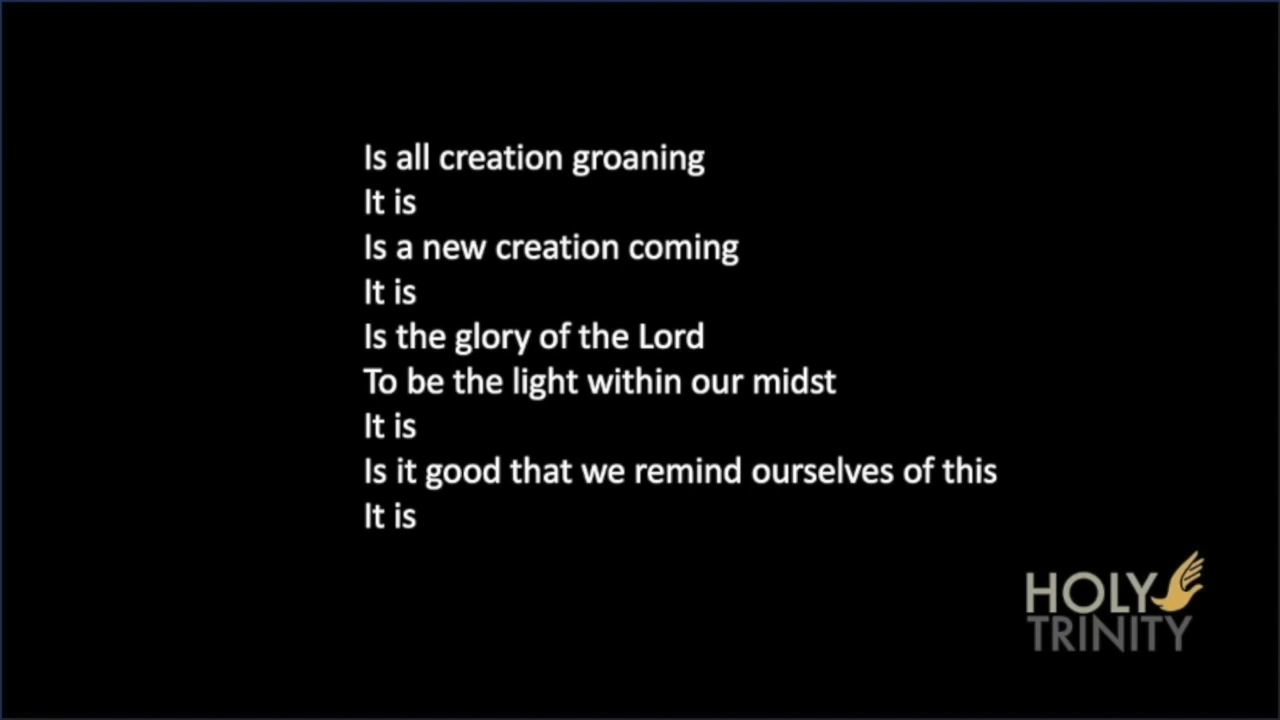 Is all creation groaning
It is
Is a new creation coming
It is
Is the glory of the Lord
To be the light within our midst
It is
Is it good that we remind ourselves of this
It is
HOLY
TRINITY